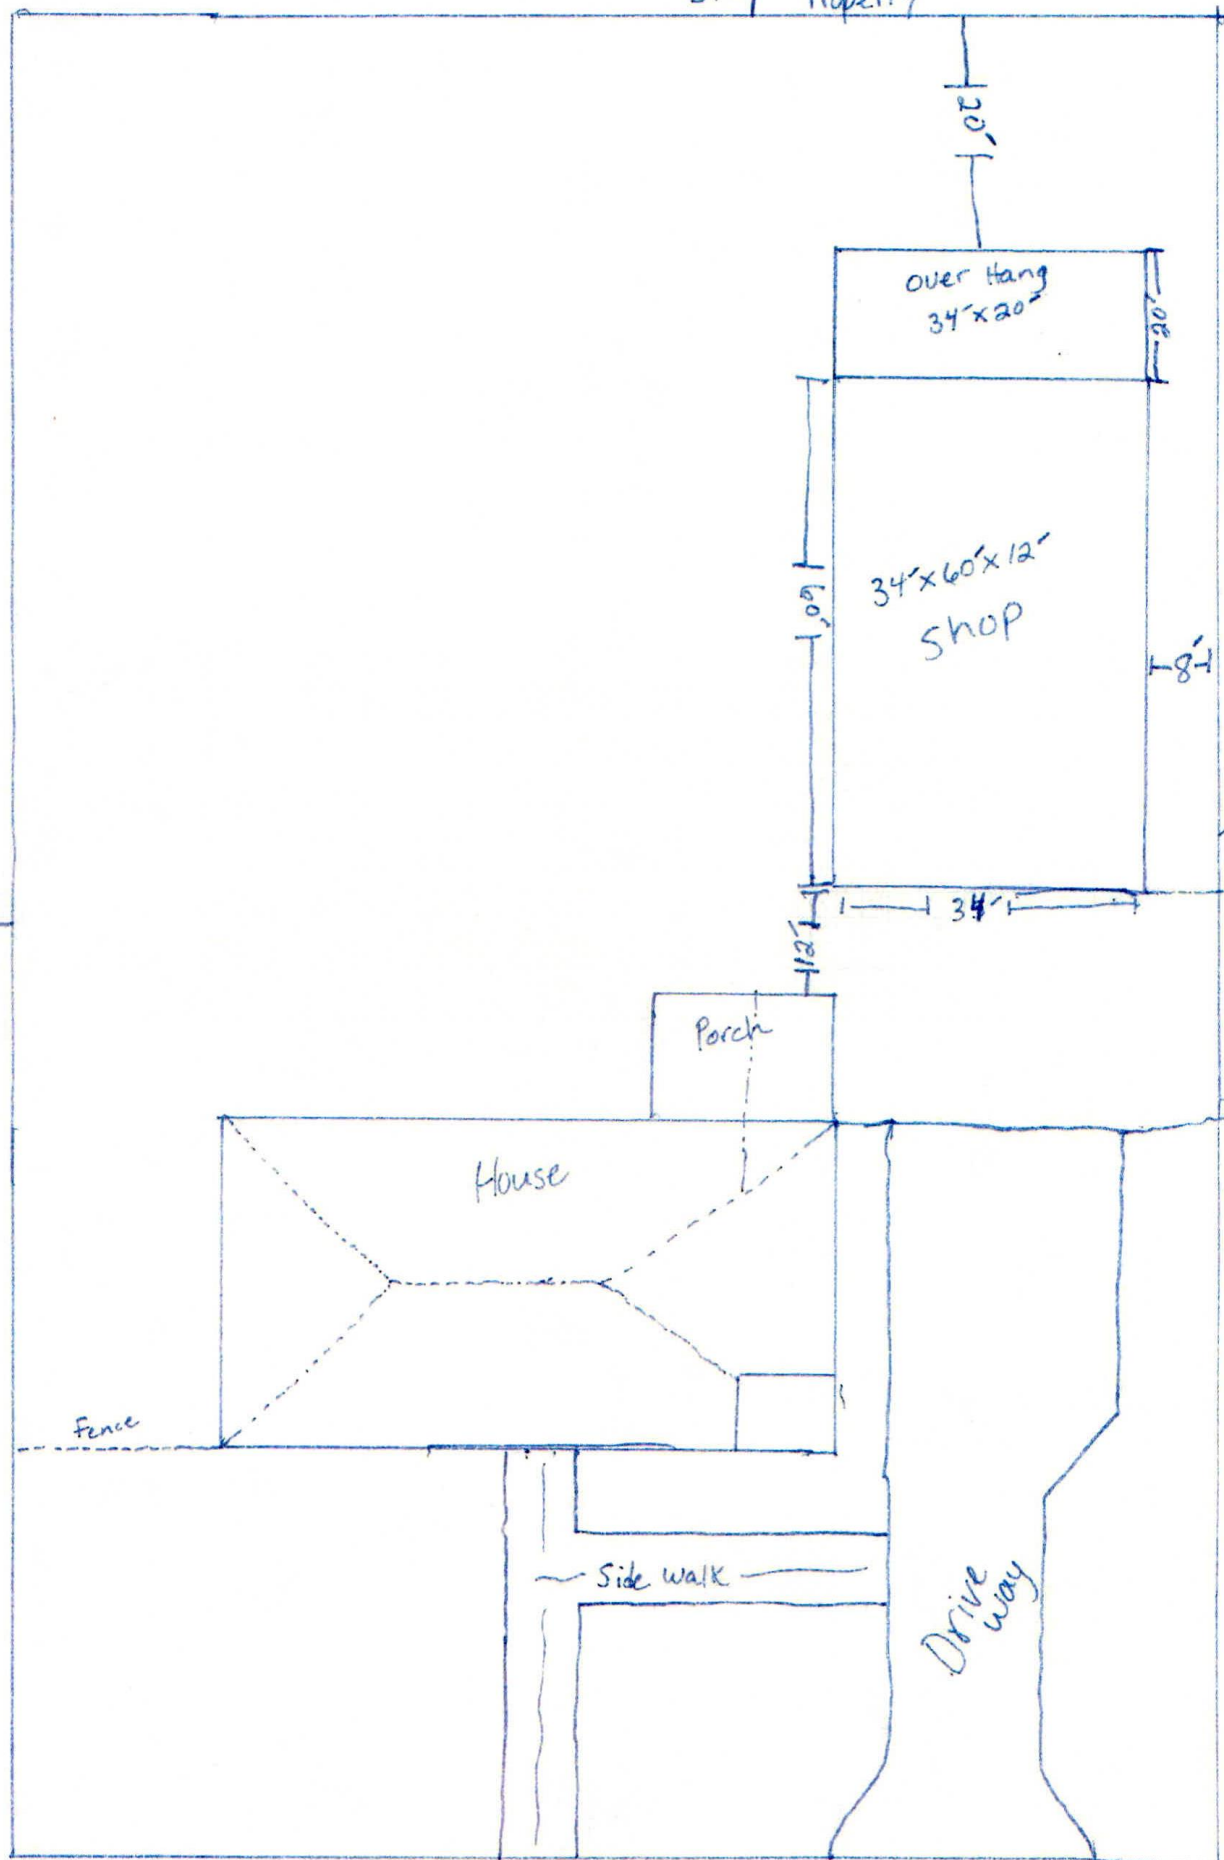 Property
20'
Over Hang
34'x20'
20'
60'
34'x60'x12'
Shop
8'
34'
12'
Porch
House
Fence
Side Walk
Drive
way